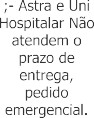 ;- Astra e Uni
Hospitalar Não
atendem o
prazo de
entrega,
pedido
emergencial.